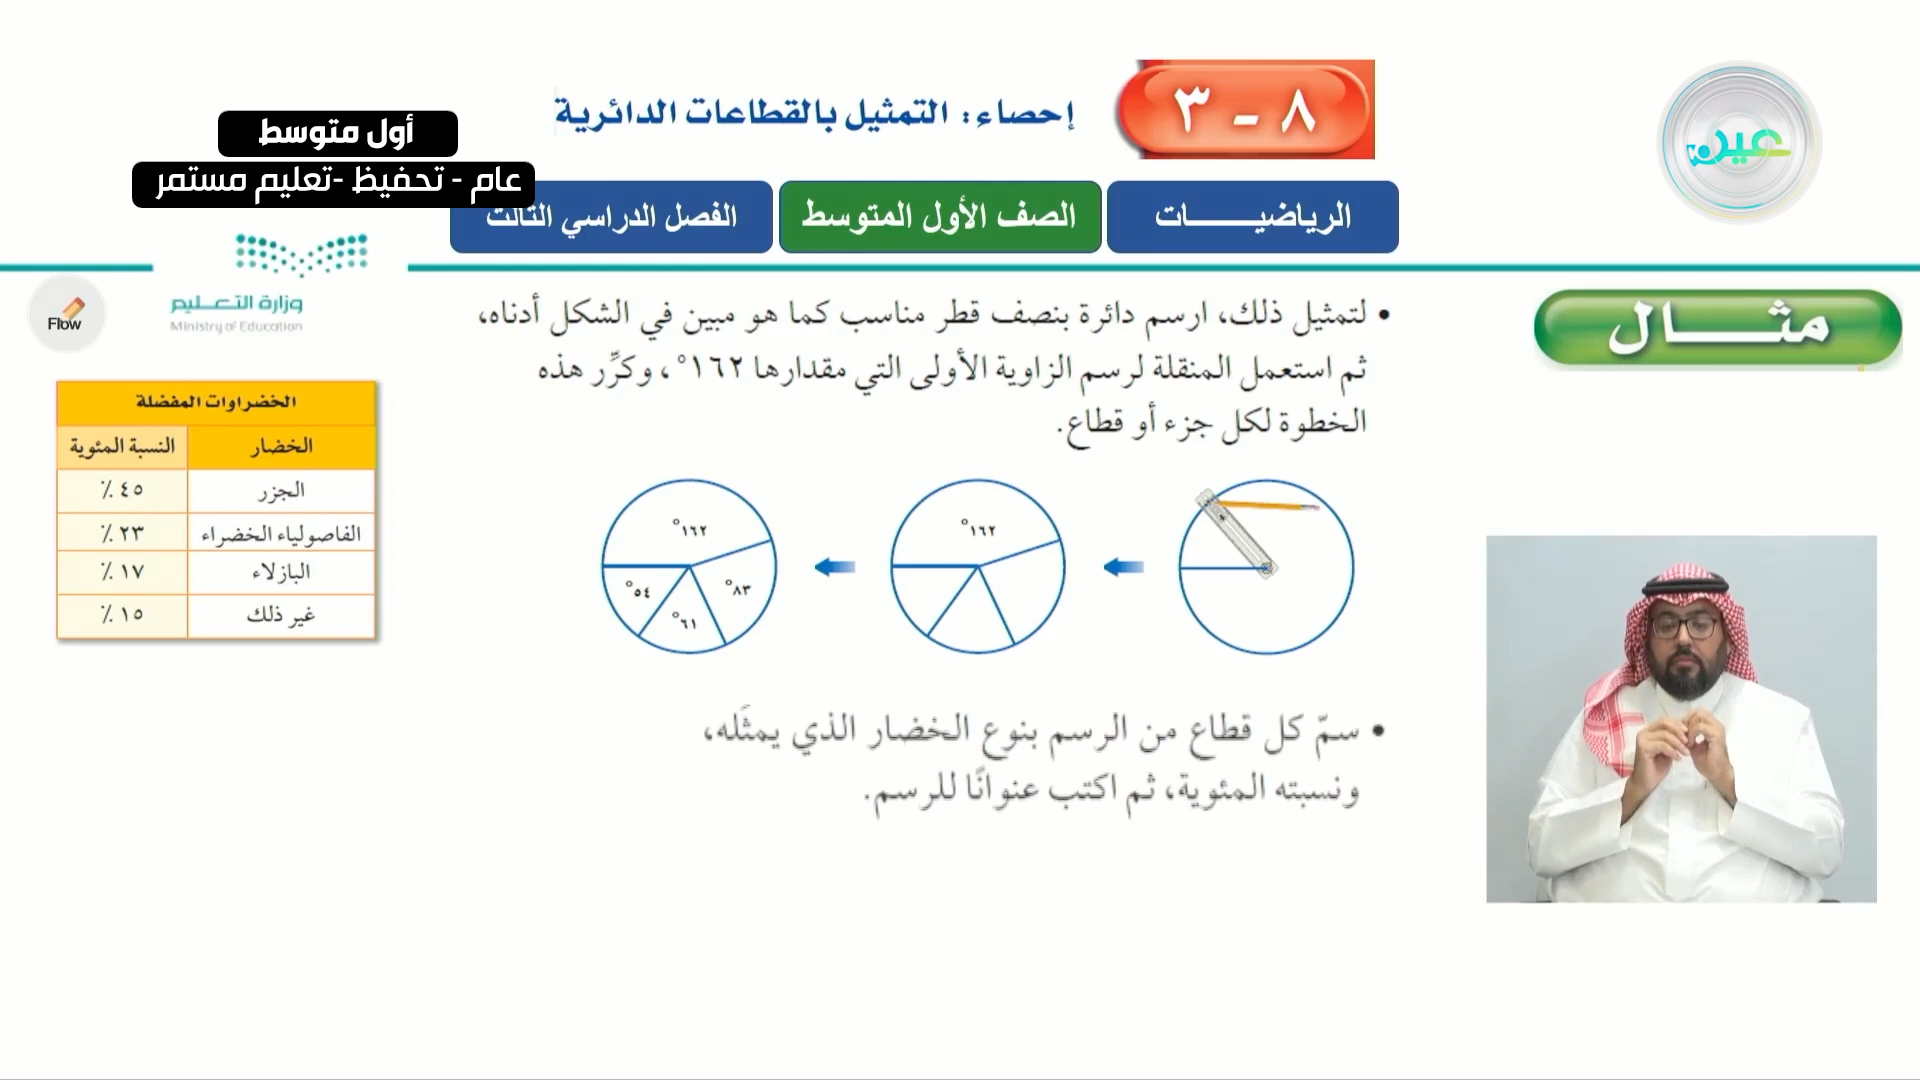 ٨ - ٣
إحصاء: التمثيل بالقطاعات الدائرية
عين
أول متوسط
عام - تحفيظ -تعليم مستمر
الرياضيـــــــات
الصف الأول المتوسط
الفصل الدراسي الثالث
وزارة التعـــليم
Ministry of Education
Flow
مثـــــال
• لتمثيل ذلك، ارسم دائرة بنصف قطر مناسب كما هو مبين في الشكل أدناه،
ثم استعمل المنقلة لرسم الزاوية الأولى التي مقدارها ١٦٢°، وكرِّر هذه
الخطوة لكل جزء أو قطاع.
١٦٢°
١٦٢°
٨٣°
٦١°
٥٤°
• سمّ كل قطاع من الرسم بنوع الخضار الذي يمثَله،
ونسبته المئوية، ثم اكتب عنوانًا للرسم.
الخضراوات المفضلة
الخضار النسبة المئوية
الجزر ٤٥ ٪
الفاصولياء الخضراء ٢٣ ٪
البازلاء ١٧ ٪
غير ذلك ١٥ ٪